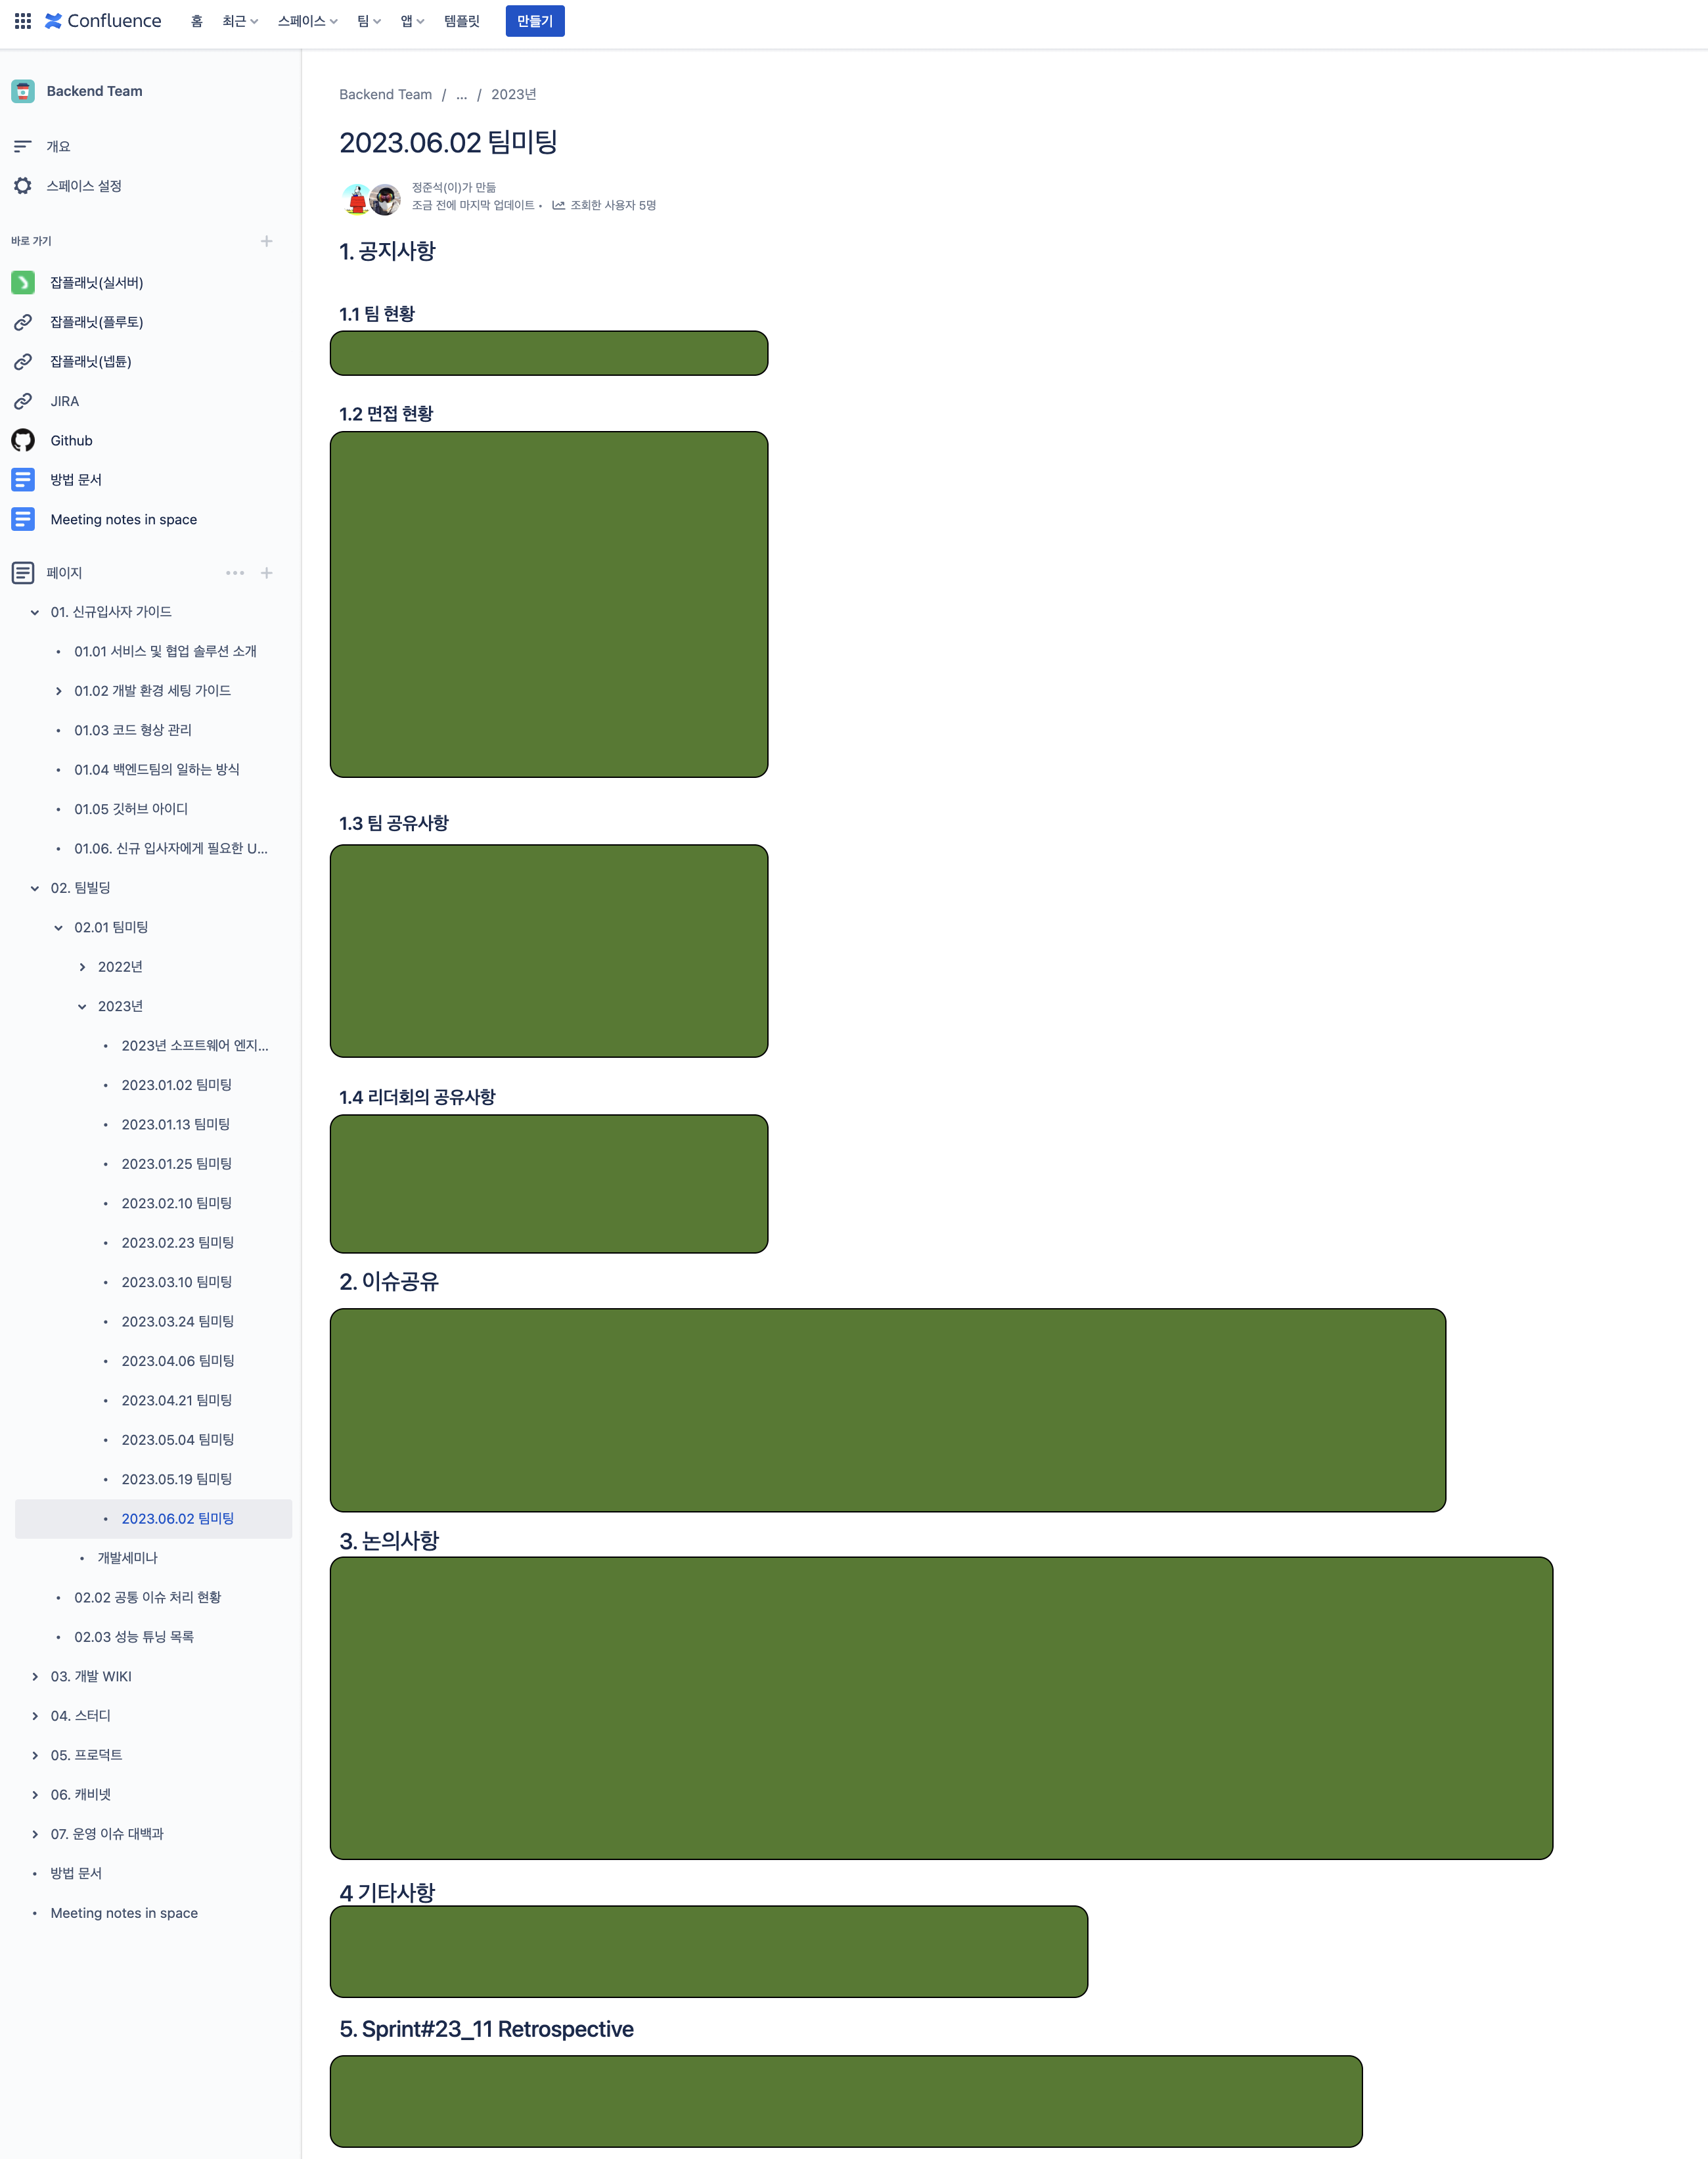 Confluence 홈 최근 스페이스 팀 앱 템플릿 만들기
Backend Team
개요
스페이스 설정
바로 가기
잡플래닛(실서버)
잡플래닛(플루토)
잡플래닛(넵튠)
JIRA
Github
방법 문서
Meeting notes in space
페이지
01. 신규입사자 가이드
01.01 서비스 및 협업 솔루션 소개
01.02 개발 환경 세팅 가이드
01.03 코드 형상 관리
01.04 백엔드팀의 일하는 방식
01.05 깃허브 아이디
01.06. 신규 입사자에게 필요한 U...
02. 팀빌딩
02.01 팀미팅
2022년
2023년
2023년 소프트웨어 엔지...
2023.01.02 팀미팅
2023.01.13 팀미팅
2023.01.25 팀미팅
2023.02.10 팀미팅
2023.02.23 팀미팅
2023.03.10 팀미팅
2023.03.24 팀미팅
2023.04.06 팀미팅
2023.04.21 팀미팅
2023.05.04 팀미팅
2023.05.19 팀미팅
2023.06.02 팀미팅
개발세미나
02.02 공통 이슈 처리 현황
02.03 성능 튜닝 목록
03. 개발 WIKI
04. 스터디
05. 프로덕트
06. 캐비넷
07. 운영 이슈 대백과
방법 문서
Meeting notes in space
Backend Team / ... / 2023년
2023.06.02 팀미팅
정준석(이)가 만듦
조금 전에 마지막 업데이트 • 조회한 사용자 5명
1. 공지사항
1.1 팀 현황
1.2 면접 현황
1.3 팀 공유사항
1.4 리더회의 공유사항
2. 이슈공유
3. 논의사항
4 기타사항
5. Sprint#23_11 Retrospective